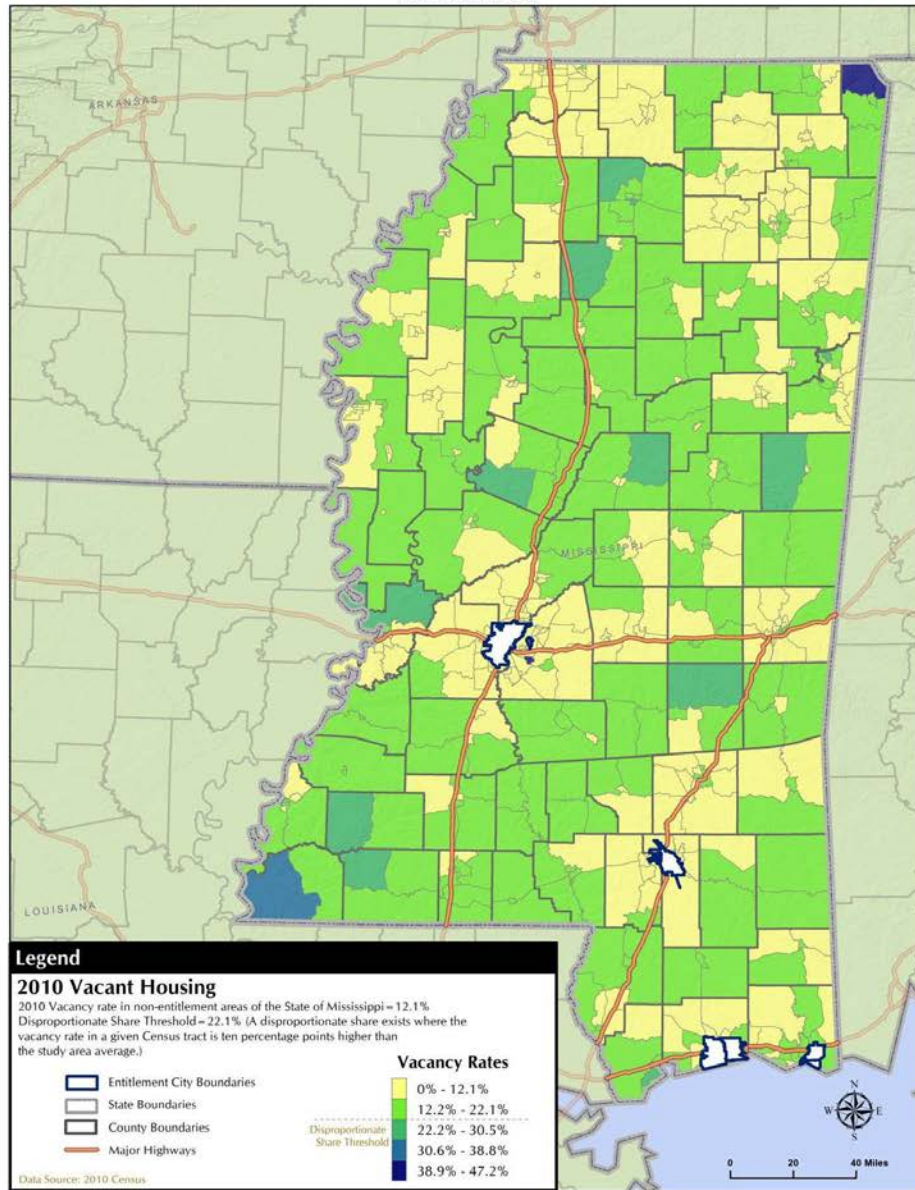 ARKANSAS
MISSISSIPPI
LOUISIANA
Legend
2010 Vacant Housing
2010 Vacancy rate in non-entitlement areas of the State of Mississippi = 12.1%
Disproportionate Share Threshold = 22.1% (A disproportionate share exists where the
vacancy rate in a given Census tract is ten percentage points higher than
the study area average.)
Entitlement City Boundaries
State Boundaries
County Boundaries
Major Highways
Vacancy Rates
0% - 12.1%
12.2% - 22.1%
Disproportionate
Share Threshold
22.2% - 30.5%
30.6% - 38.8%
38.9% - 47.2%
Data Source: 2010 Census
N
W E
S
0 20 40 Miles